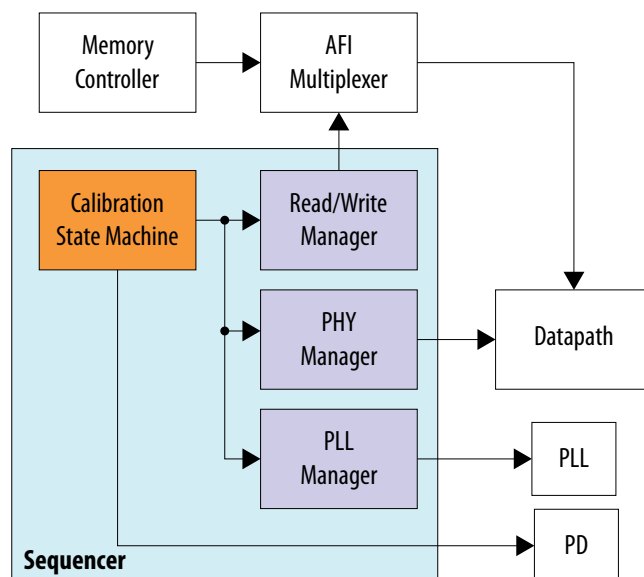 Memory
Controller
AFI
Multiplexer
Calibration
State Machine
Read/Write
Manager
PHY
Manager
Datapath
PLL
Manager
PLL
PD
Sequencer